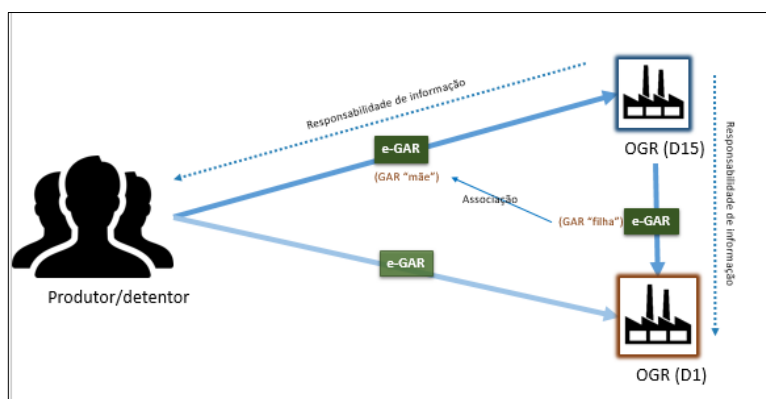 Responsabilidade de informação
e-GAR
(GAR "mãe")
OGR (D15)
Responsabilidade de informação
Associação
(GAR "filha")
e-GAR
e-GAR
Produtor/detentor
OGR (D1)